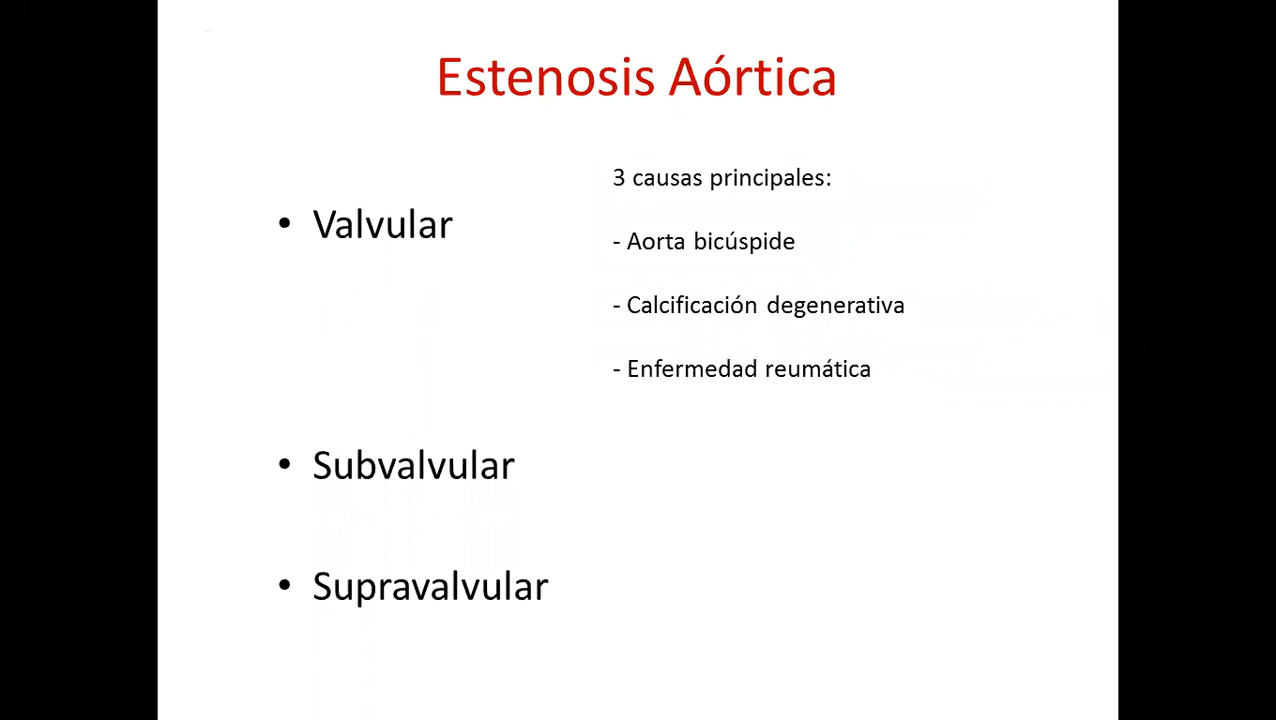 Estenosis Aórtica
• Valvular
3 causas principales:
- Aorta bicúspide
- Calcificación degenerativa
- Enfermedad reumática
• Subvalvular
• Supravalvular